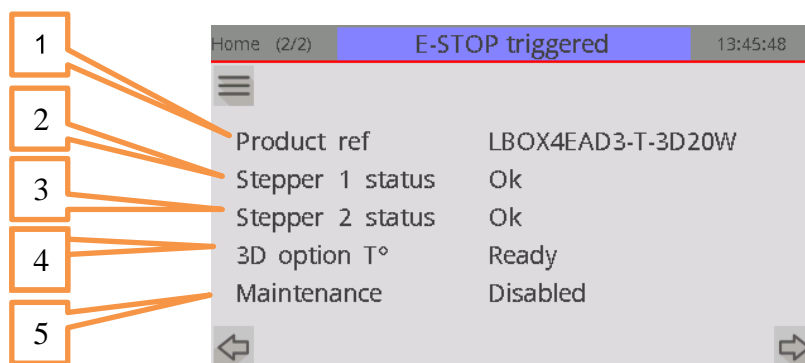 Home (2/2) E-STOP triggered 13:45:48
1 Product ref LBOX4EAD3-T-3D20W
2 Stepper 1 status Ok
3 Stepper 2 status Ok
4 3D option T° Ready
5 Maintenance Disabled